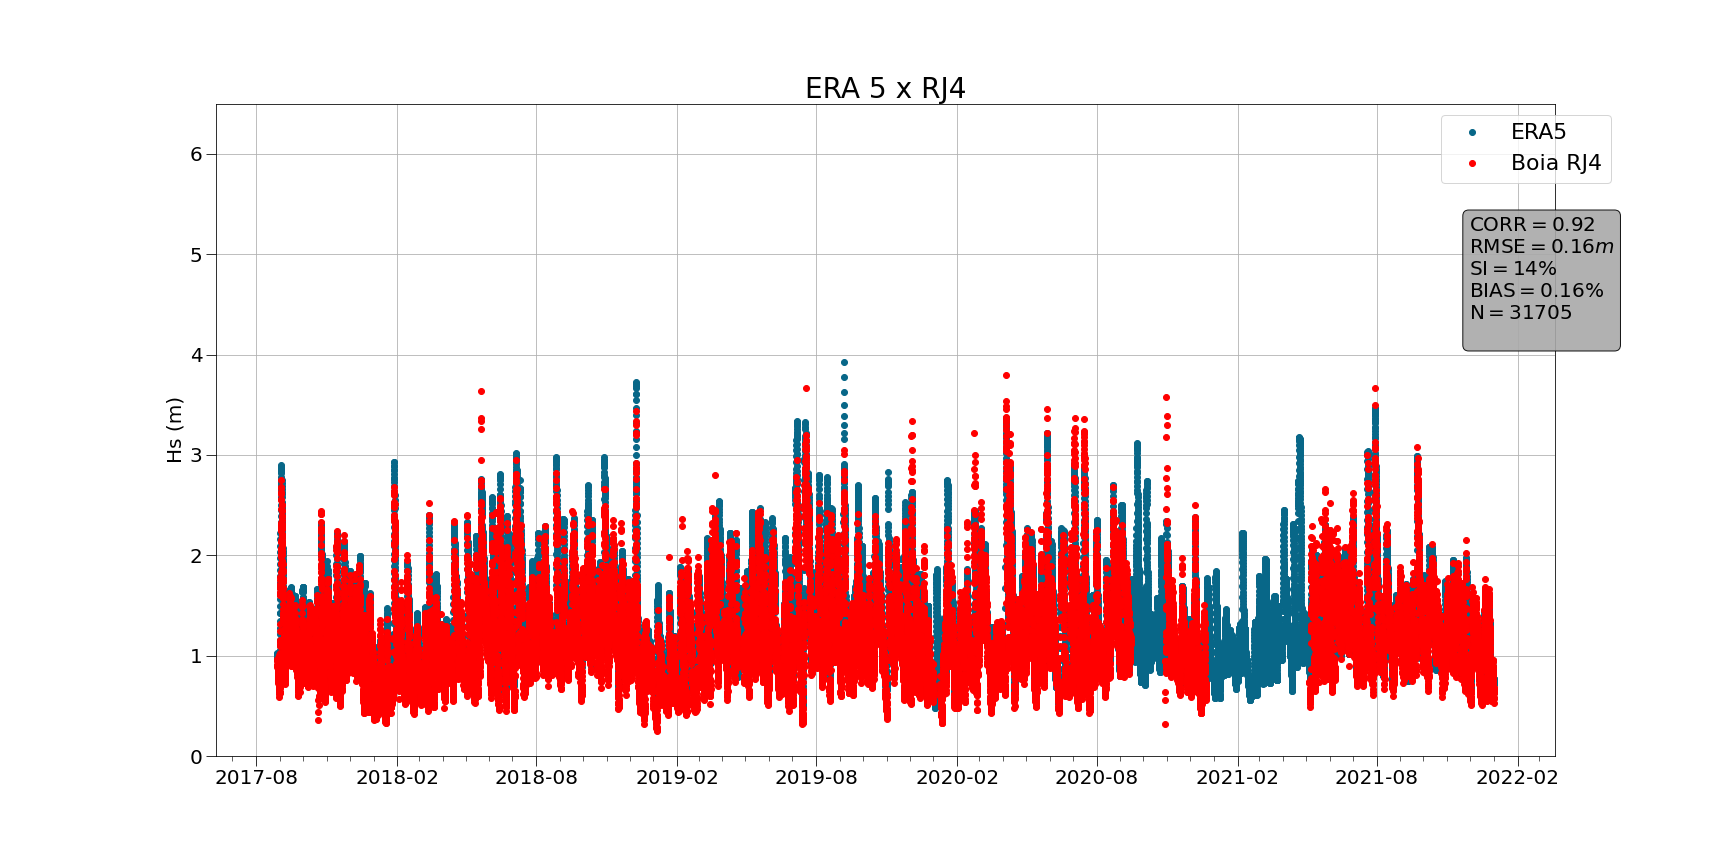 ERA 5 x RJ4
ERA5
Boia RJ4
CORR = 0.92
RMSE = 0.16m
SI = 14%
BIAS = 0.16%
N = 31705
Hs (m)
6
5
4
3
2
1
0
2017-08 2018-02 2018-08 2019-02 2019-08 2020-02 2020-08 2021-02 2021-08 2022-02